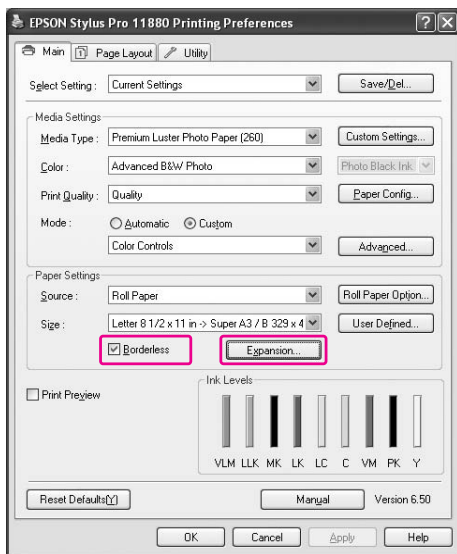 EPSON Stylus Pro 11880 Printing Preferences
Main Page Layout Utility
Select Setting : Current Settings Save/Del...
Media Settings
Media Type : Premium Luster Photo Paper (260) Custom Settings...
Color : Advanced B&W Photo Photo Black Ink
Print Quality : Quality Paper Config...
Mode : Automatic Custom
Color Controls Advanced...
Paper Settings
Source : Roll Paper Roll Paper Option...
Size : Letter 8 1/2 x 11 in -> Super A3 / B 329 x 4 User Defined...
Borderless Expansion...
Print Preview
Ink Levels
VLM LLK MK LK LC C VM PK Y
Reset Defaults(Y) Manual Version 6.50
OK Cancel Apply Help